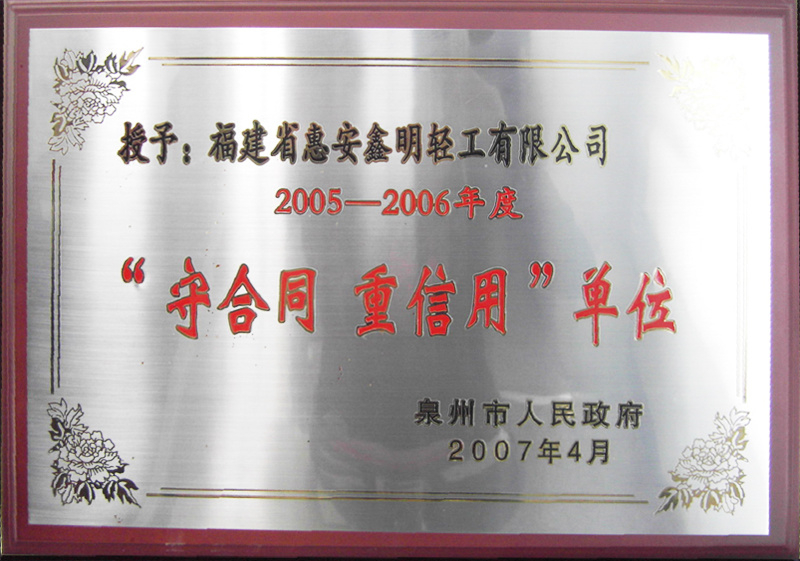 授予：福建省惠安鑫明轻工有限公司
2005—2006年度
“守合同 重信用”单位
泉州市人民政府
2007年4月